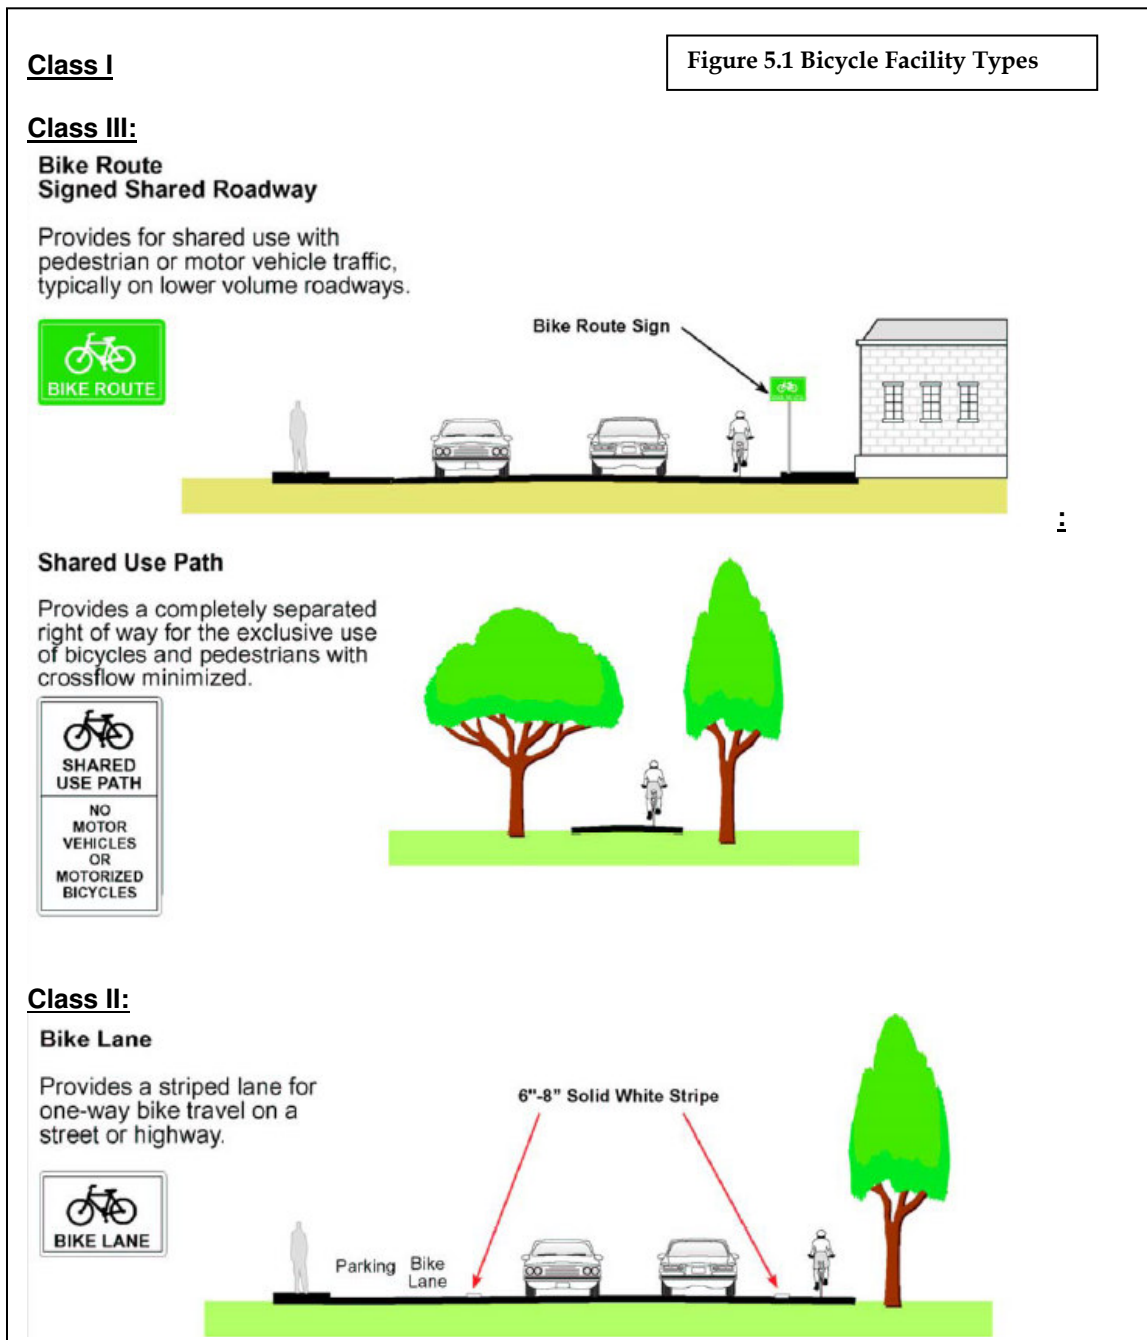 Class I
Figure 5.1 Bicycle Facility Types
Class III:
Bike Route
Signed Shared Roadway
Provides for shared use with
pedestrian or motor vehicle traffic,
typically on lower volume roadways.
BIKE ROUTE
Bike Route Sign
:
Shared Use Path
Provides a completely separated
right of way for the exclusive use
of bicycles and pedestrians with
crossflow minimized.
SHARED
USE PATH
NO
MOTOR
VEHICLES
OR
MOTORIZED
BICYCLES
Class II:
Bike Lane
Provides a striped lane for
one-way bike travel on a
street or highway.
BIKE LANE
6"-8" Solid White Stripe
Parking
Bike
Lane